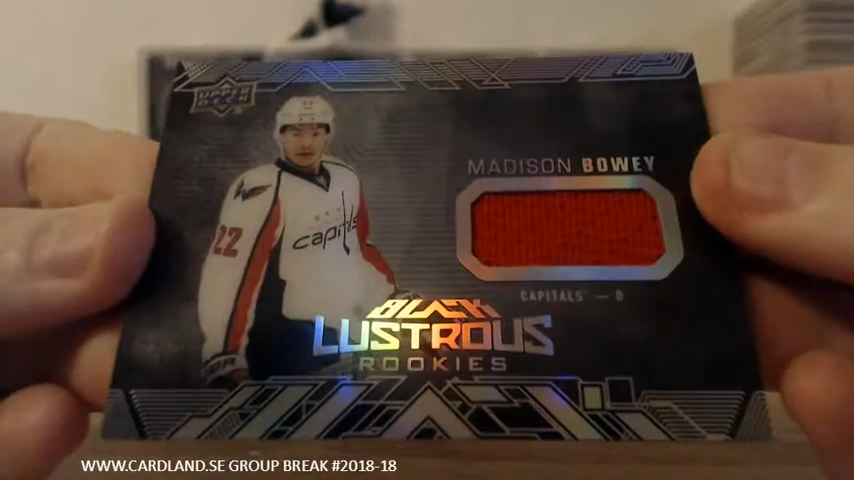 UPPER DECK
MADISON BOWEY
22
capitals
CAPITALS — D
BLACK
LUSTROUS
ROOKIES
WWW.CARDLAND.SE GROUP BREAK #2018-18